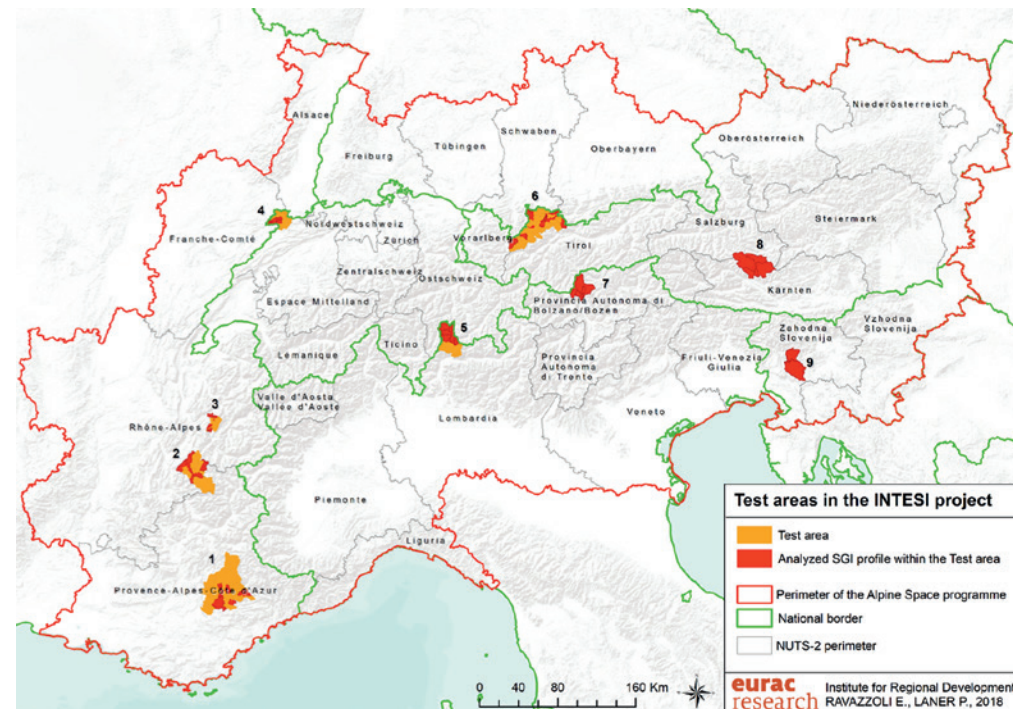 Alsace
Freiburg
Tübingen
Schwaben
Oberbayern
Oberösterreich
Niederösterreich
4
Franche-Comté
Nordwestschweiz
Zürich
6
Vorarlberg
Tirol
Salzburg
Steiermark
8
Kärnten
Zentralschweiz
Ostschweiz
Espace Mittelland
7
Provincia Autonoma di
Bolzano/Bozen
5
Ticino
Lemanique
Provincia
Autonoma
di Trente
Friuli-Venezia
Giulia
Zahodna
Slovenija
Vzhodna
Slovenija
9
Valle d'Aosta
Vallée d'Aoste
Lombardia
Veneto
3
Rhône-Alpes
2
Piemonte
Liguria
1
Provence-Alpes-Côte d'Azur
Test areas in the INTESI project
Test area
Analyzed SGI profile within the Test area
Perimeter of the Alpine Space programme
National border
NUTS-2 perimeter
0 40 80 160 Km
eurac
research
Institute for Regional Development
RAVAZZOLI E., LANER P., 2018